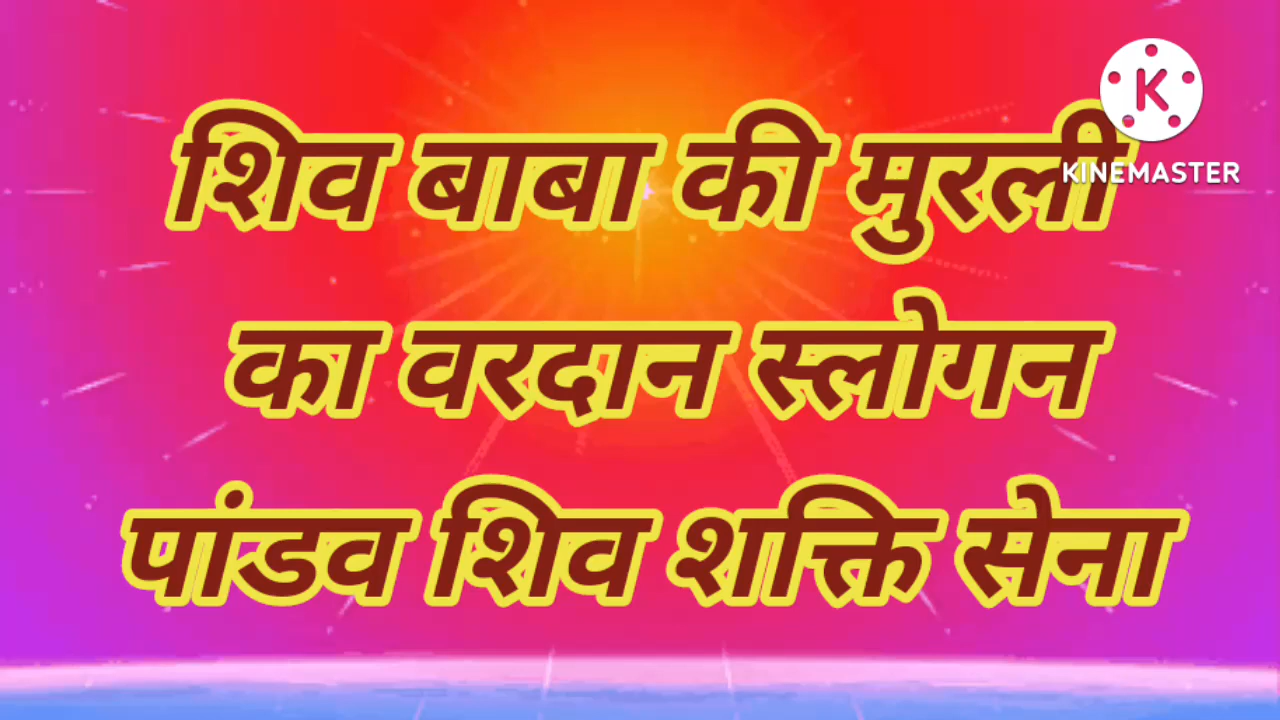 शिव बाबा की मुरली
KINEMASTER
का वरदान स्लोगन
पांडव शिव शक्ति सेना